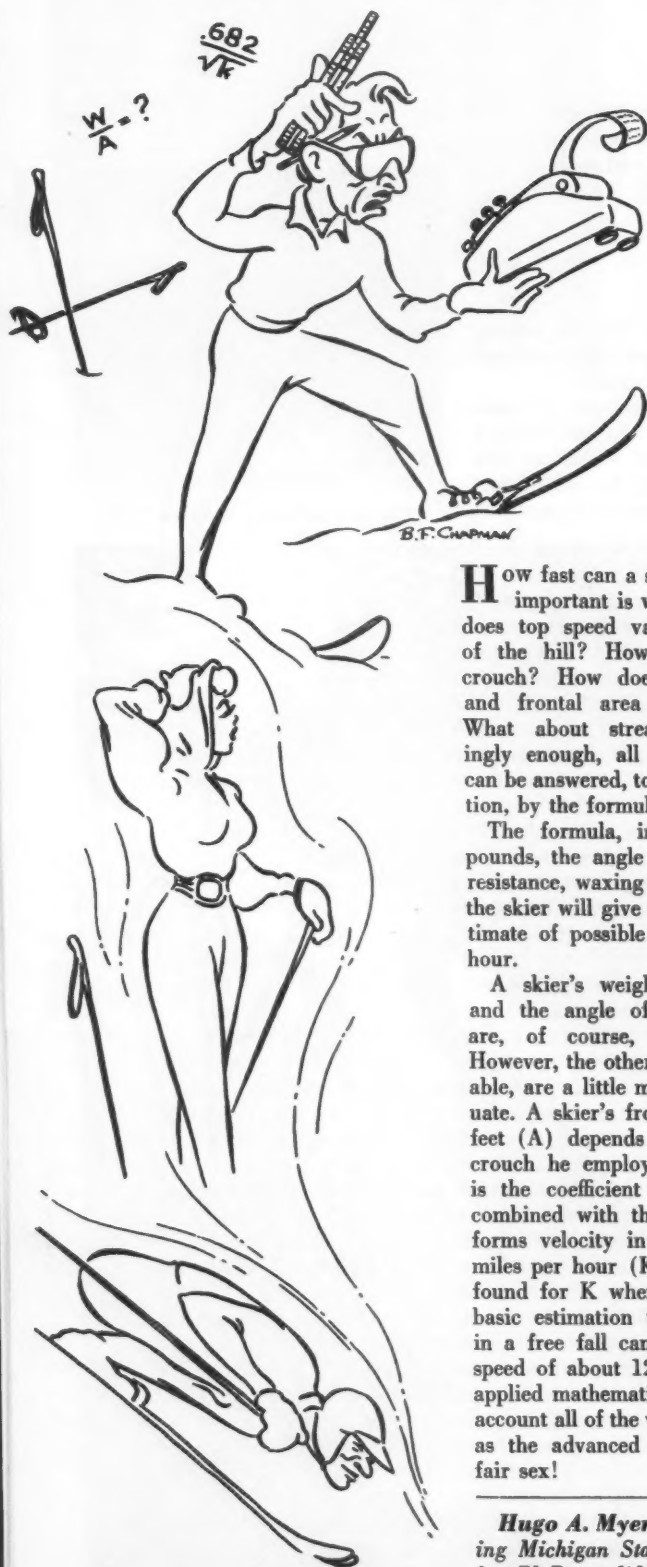 .682
√k
W
A = ?
B.F. CHAPMAN
How fast can a s
important is v
does top speed va
of the hill? How
crouch? How doe
and frontal area
What about strea
ingly enough, all
can be answered, to
tion, by the formul
The formula, in
pounds, the angle
resistance, waxing
the skier will give
timate of possible
hour.
A skier's weigl
and the angle of
are, of course,
However, the other
able, are a little m
uate. A skier's fro
feet (A) depends
crouch he employ
is the coefficient
combined with th
forms velocity in
miles per hour (K
found for K whe
basic estimation
in a free fall can
speed of about 12
applied mathemat
account all of the
as the advanced
fair sex!
Hugo A. Myer
ing Michigan Sta